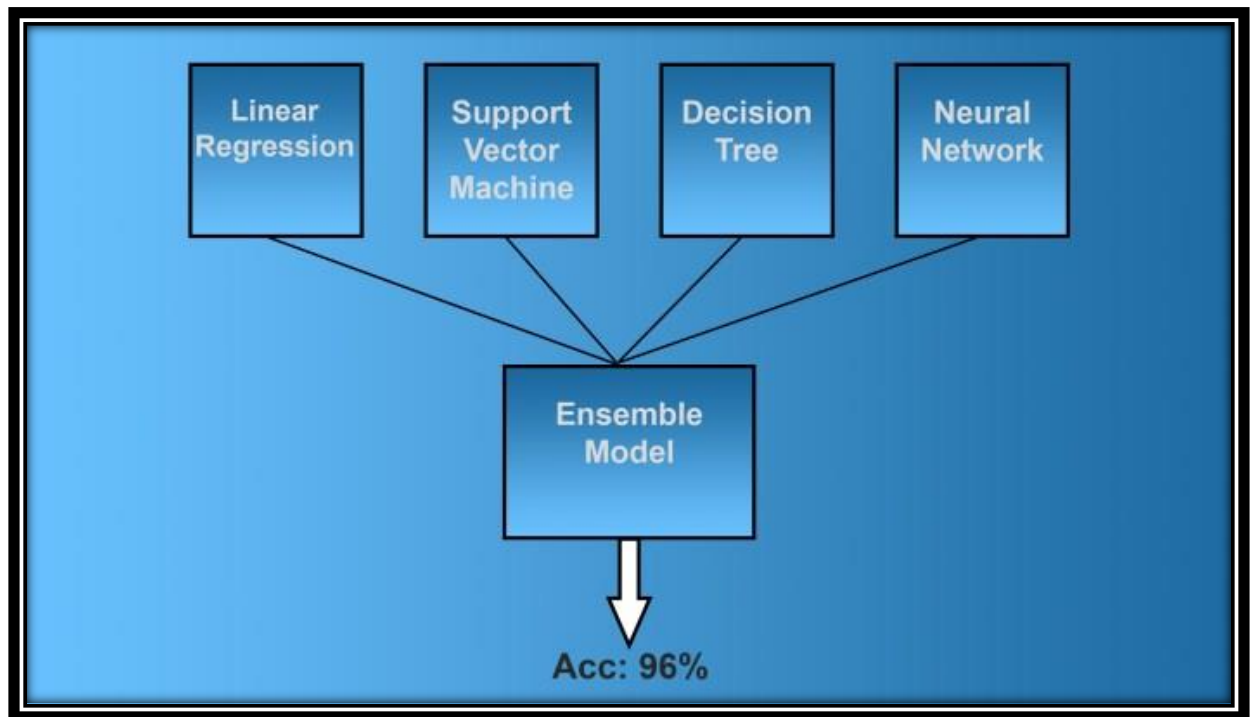 Linear
Regression
Support
Vector
Machine
Decision
Tree
Neural
Network
Ensemble
Model
Acc: 96%